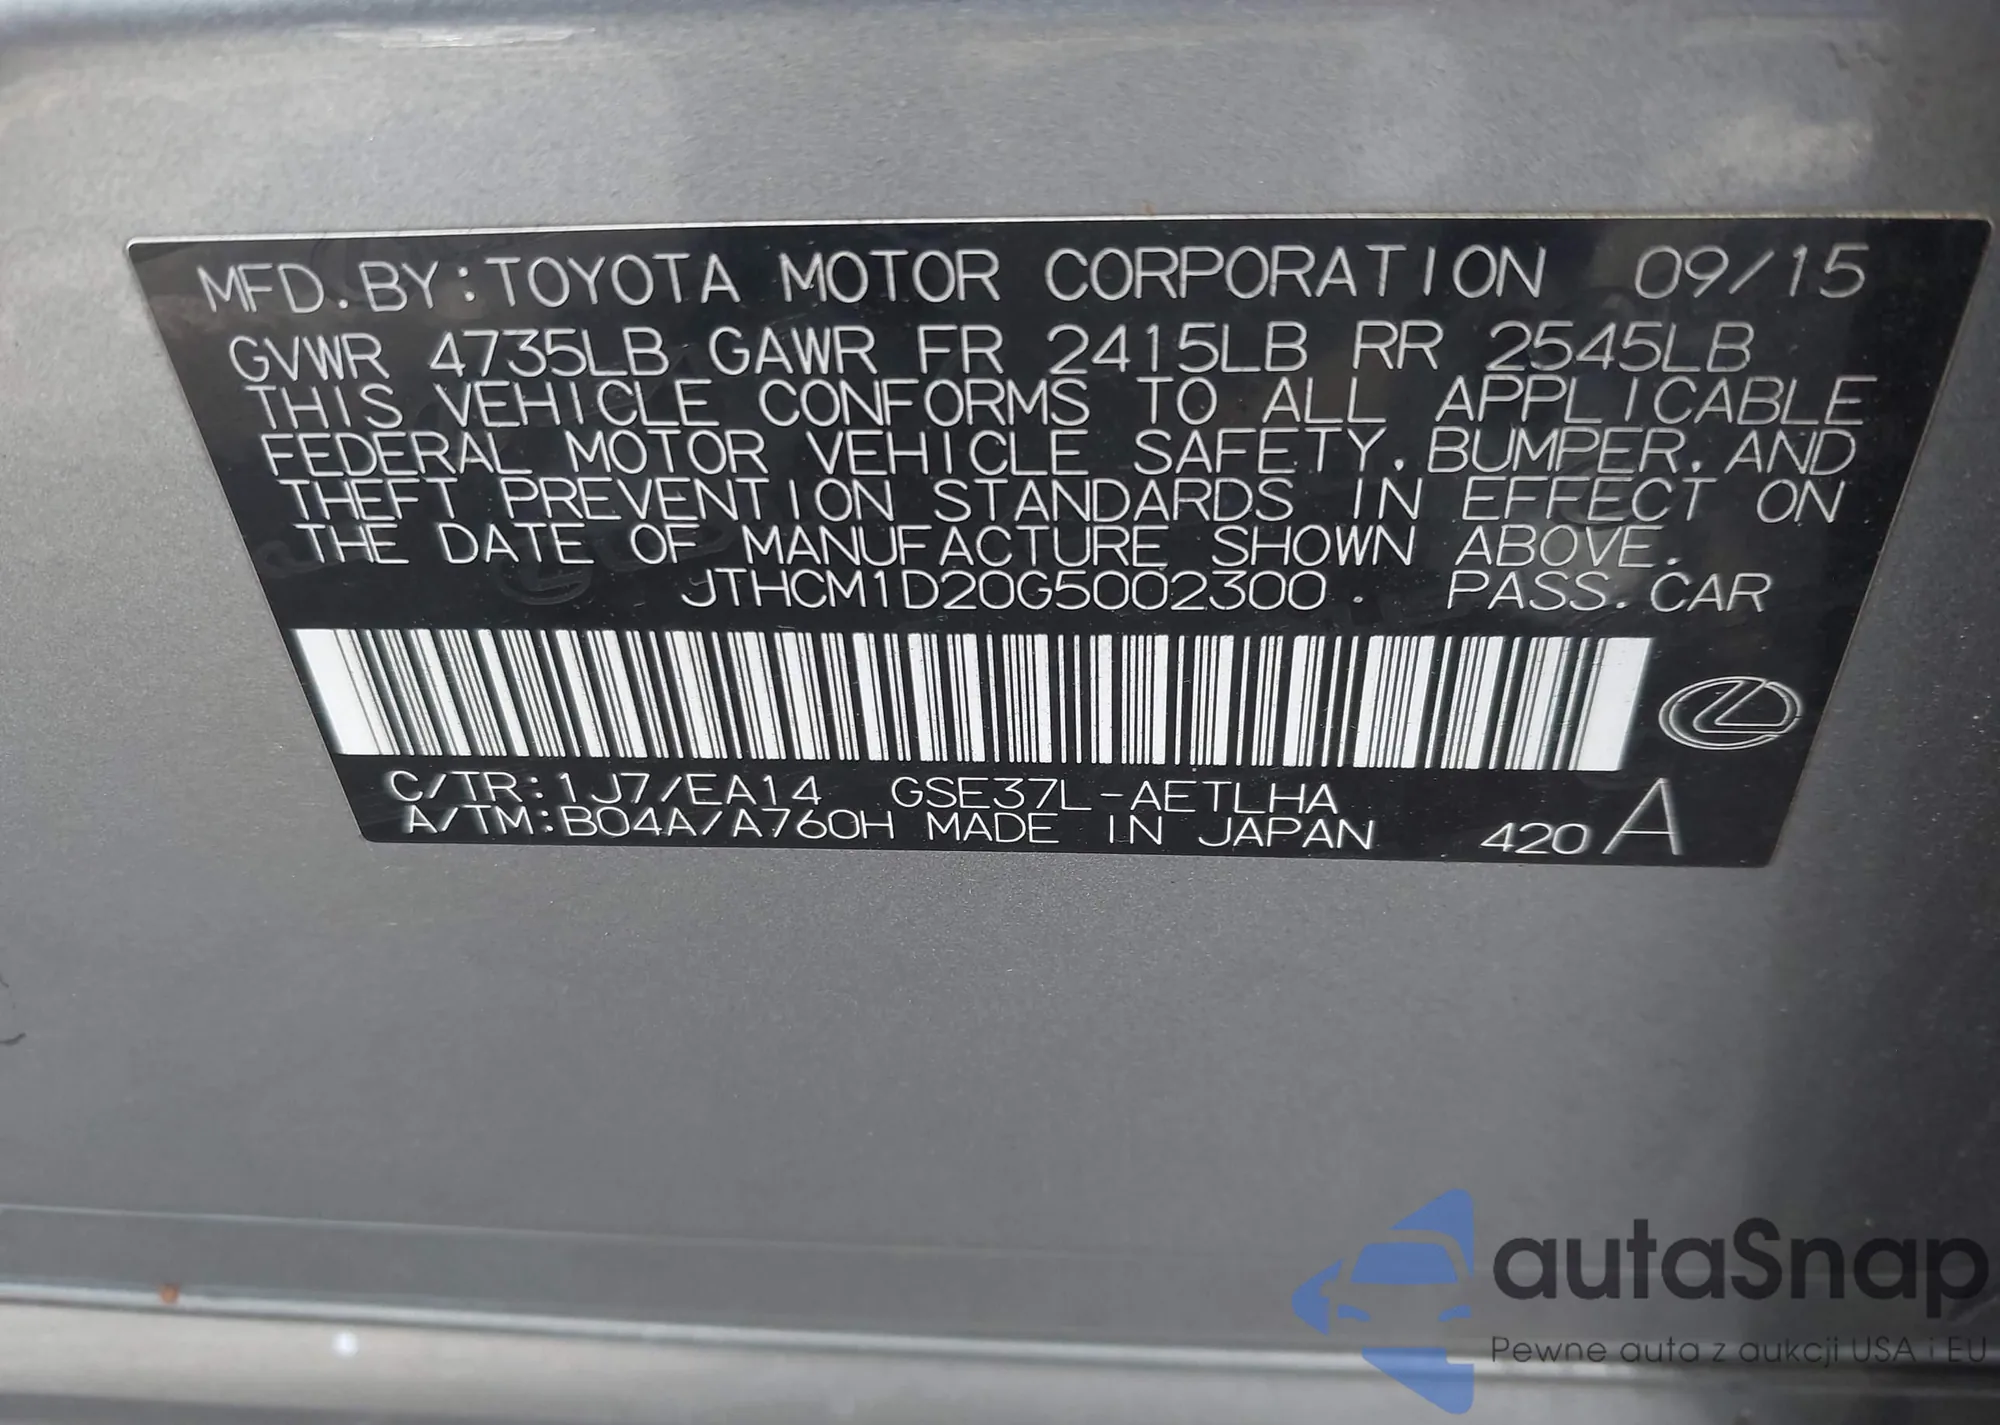 MFD.BY:TOYOTA MOTOR CORPORATION 09/15
GVWR 4735LB GAWR FR 2415LB RR 2545LB
THIS VEHICLE CONFORMS TO ALL APPLICABLE
FEDERAL MOTOR VEHICLE SAFETY, BUMPER, AND
THEFT PREVENTION STANDARDS IN EFFECT ON
THE DATE OF MANUFACTURE SHOWN ABOVE.
JTHCM1D20G5002300 . PASS.CAR
C/TR:1J7/EA14 GSE37L-AETLHA
A/TM:B04A/A760H MADE IN JAPAN 420 A
autaSnap
Pewne auta z aukcji USA i EU